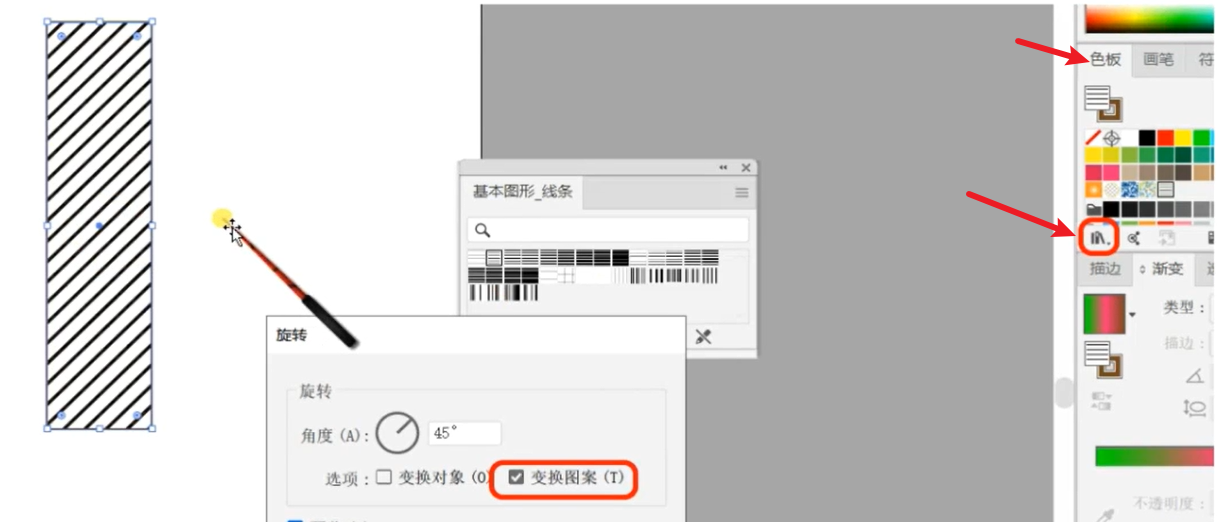 色板 画笔 符
基本图形_线条
描边 渐变
类型：
描边：
旋转
旋转
角度 (A)： 45°
选项： 变换对象 (O) 变换图案 (T)
不透明度：